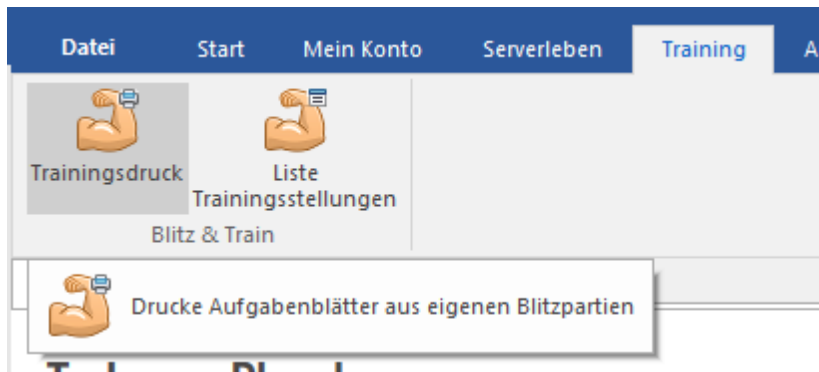 Datei Start Mein Konto Serverleben Training A
Trainingsdruck Liste
Trainingsstellungen
Blitz & Train
Drucke Aufgabenblätter aus eigenen Blitzpartien